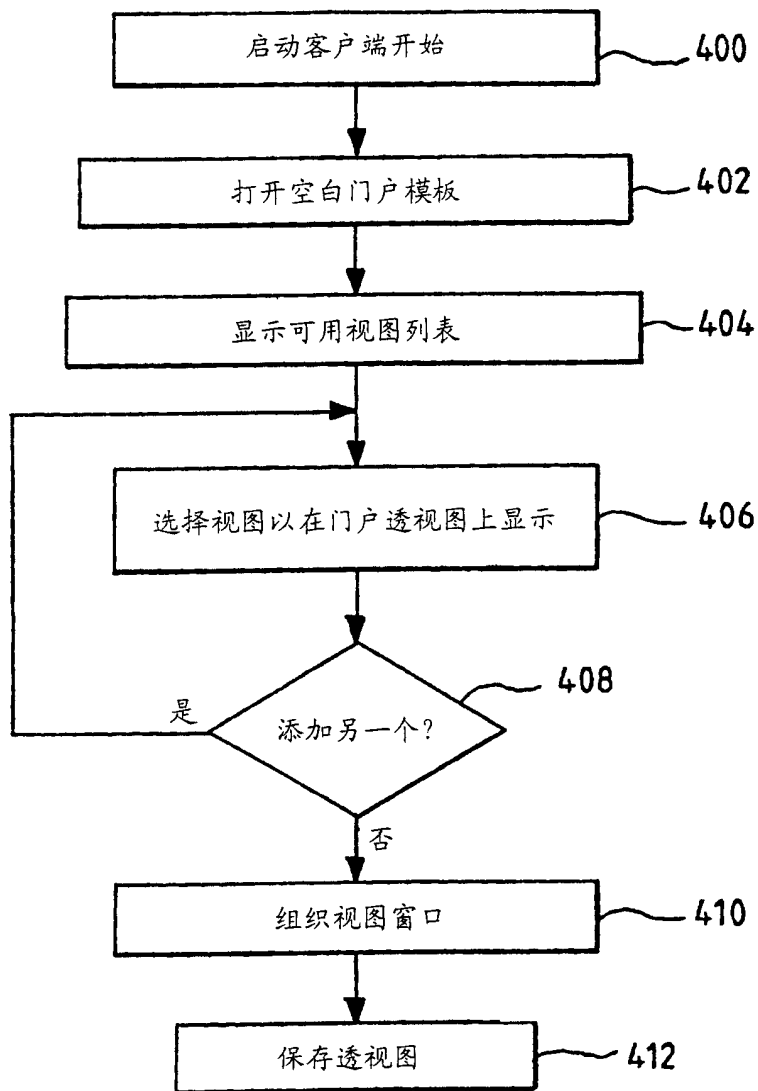 启动客户端开始
400
打开空白门户模板
402
显示可用视图列表
404
选择视图以在门户透视图上显示
406
408
是
添加另一个?
否
组织视图窗口
410
保存透视图
412